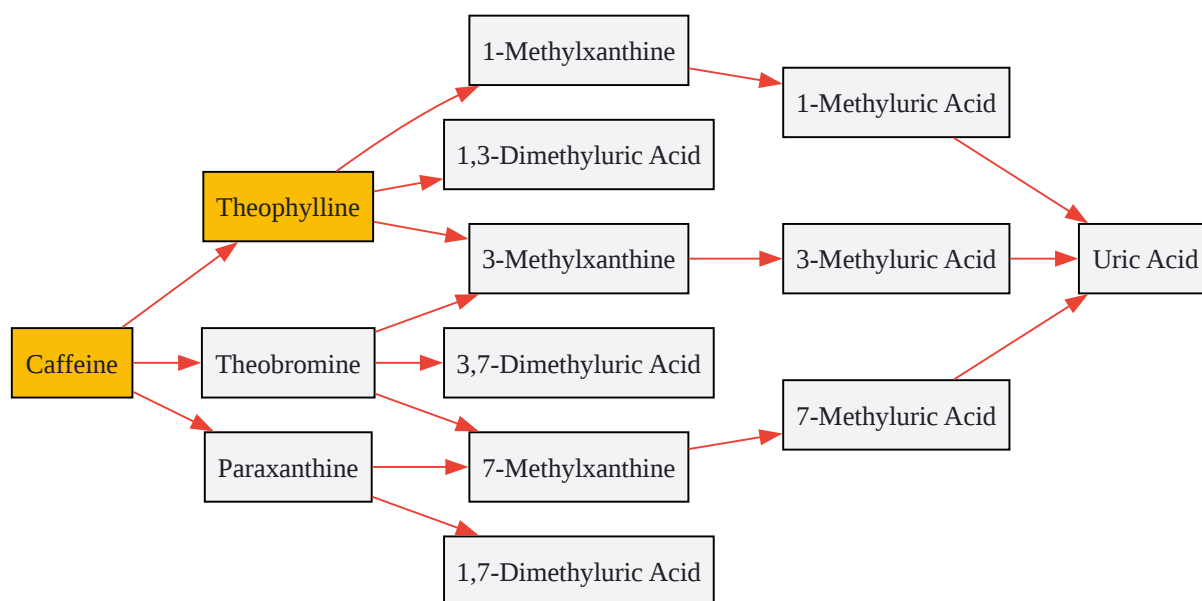 1-Methylxanthine
1-Methyluric Acid
1,3-Dimethyluric Acid
Theophylline
3-Methylxanthine
3-Methyluric Acid
Uric Acid
Caffeine
Theobromine
3,7-Dimethyluric Acid
7-Methyluric Acid
Paraxanthine
7-Methylxanthine
1,7-Dimethyluric Acid